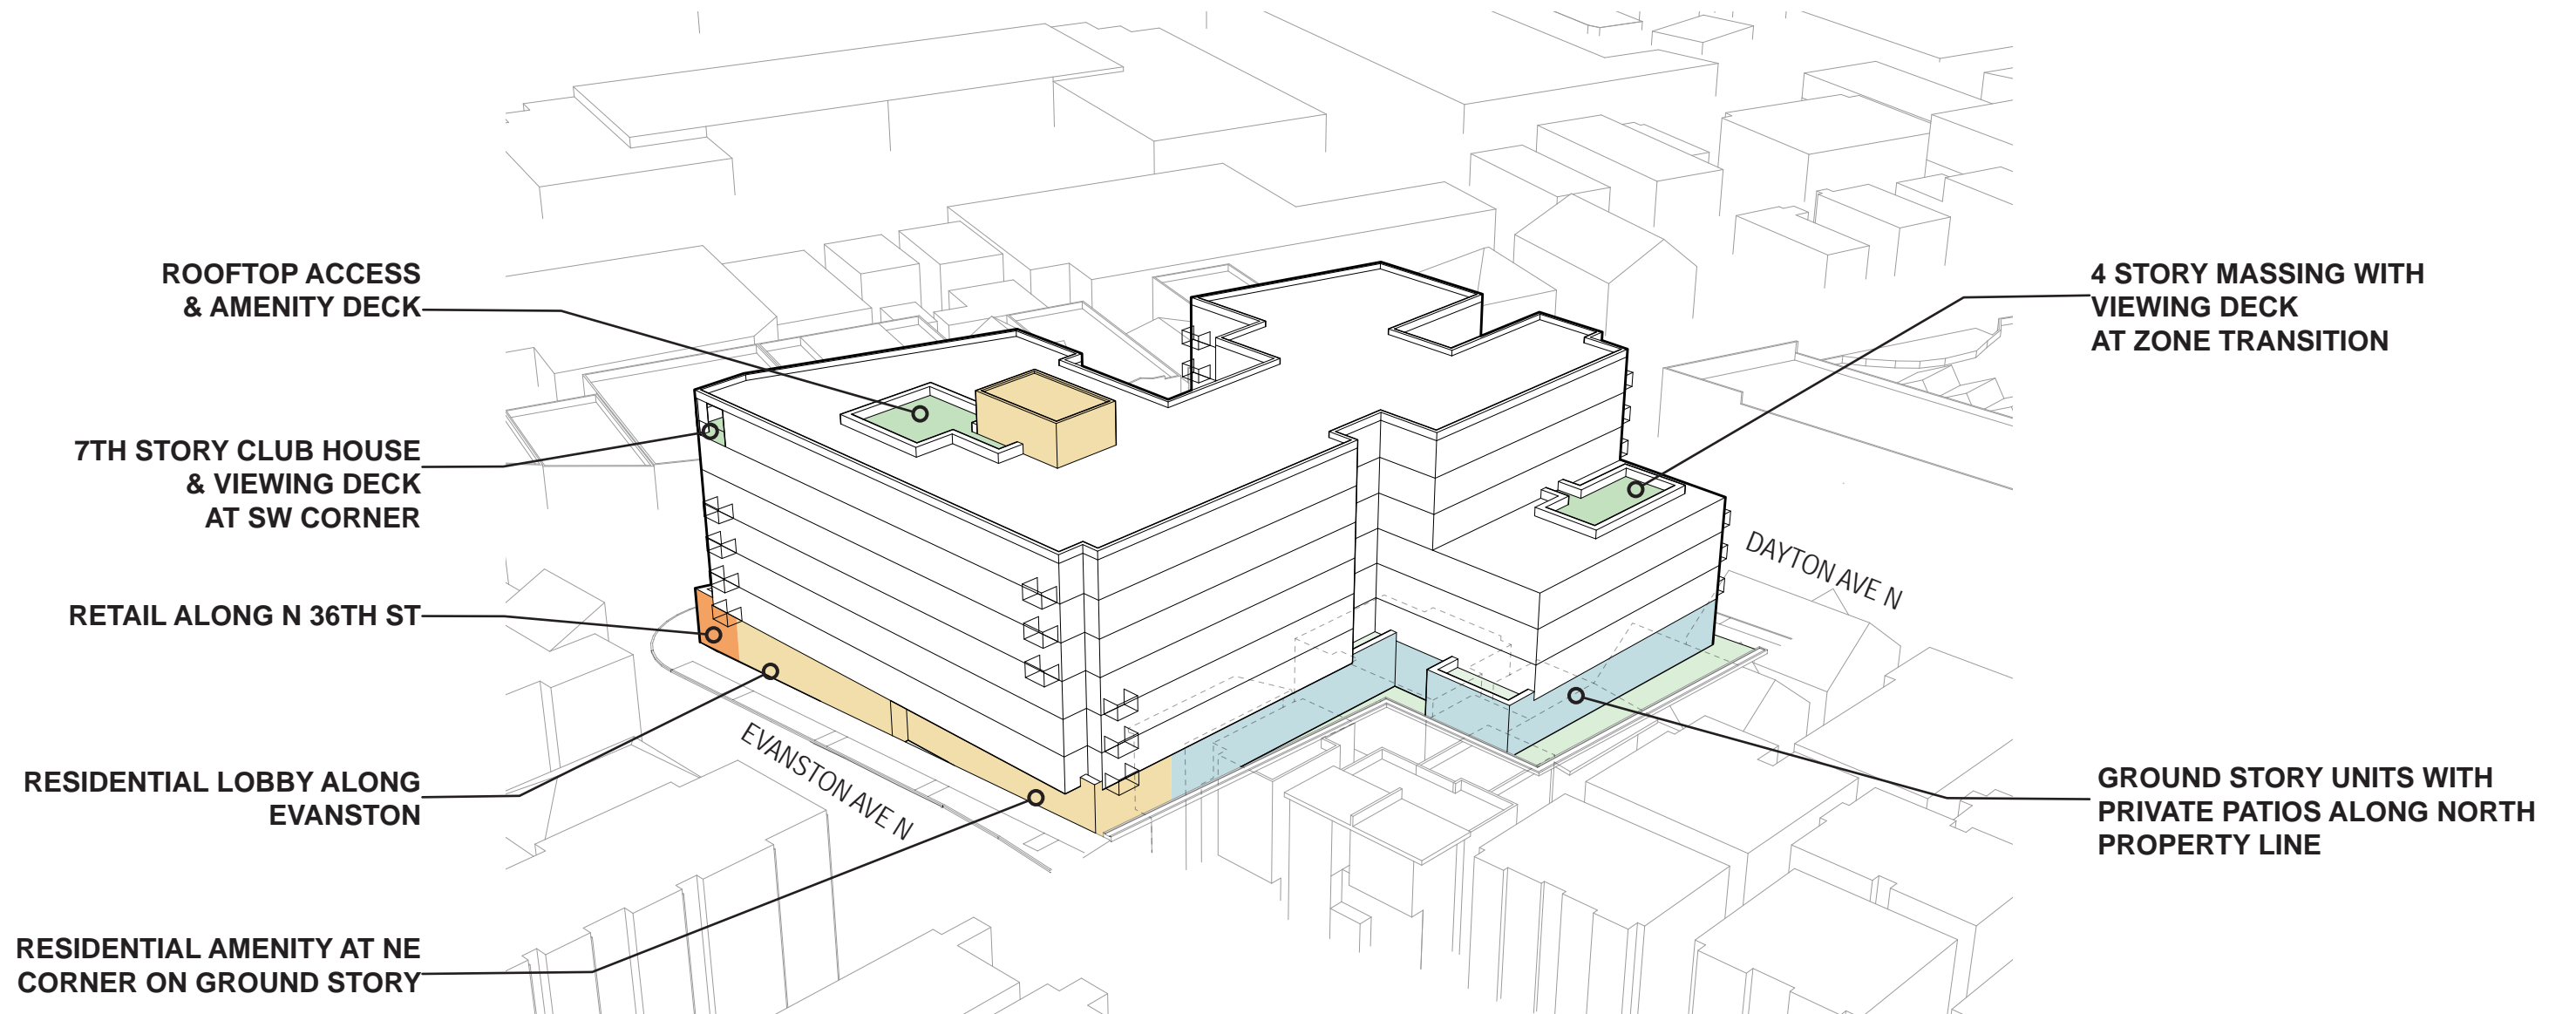 ROOFTOP ACCESS
& AMENITY DECK
7TH STORY CLUB HOUSE
& VIEWING DECK
AT SW CORNER
RETAIL ALONG N 36TH ST
RESIDENTIAL LOBBY ALONG
EVANSTON
RESIDENTIAL AMENITY AT NE
CORNER ON GROUND STORY
EVANSTON AVE N
DAYTON AVE N
4 STORY MASSING WITH
VIEWING DECK
AT ZONE TRANSITION
GROUND STORY UNITS WITH
PRIVATE PATIOS ALONG NORTH
PROPERTY LINE